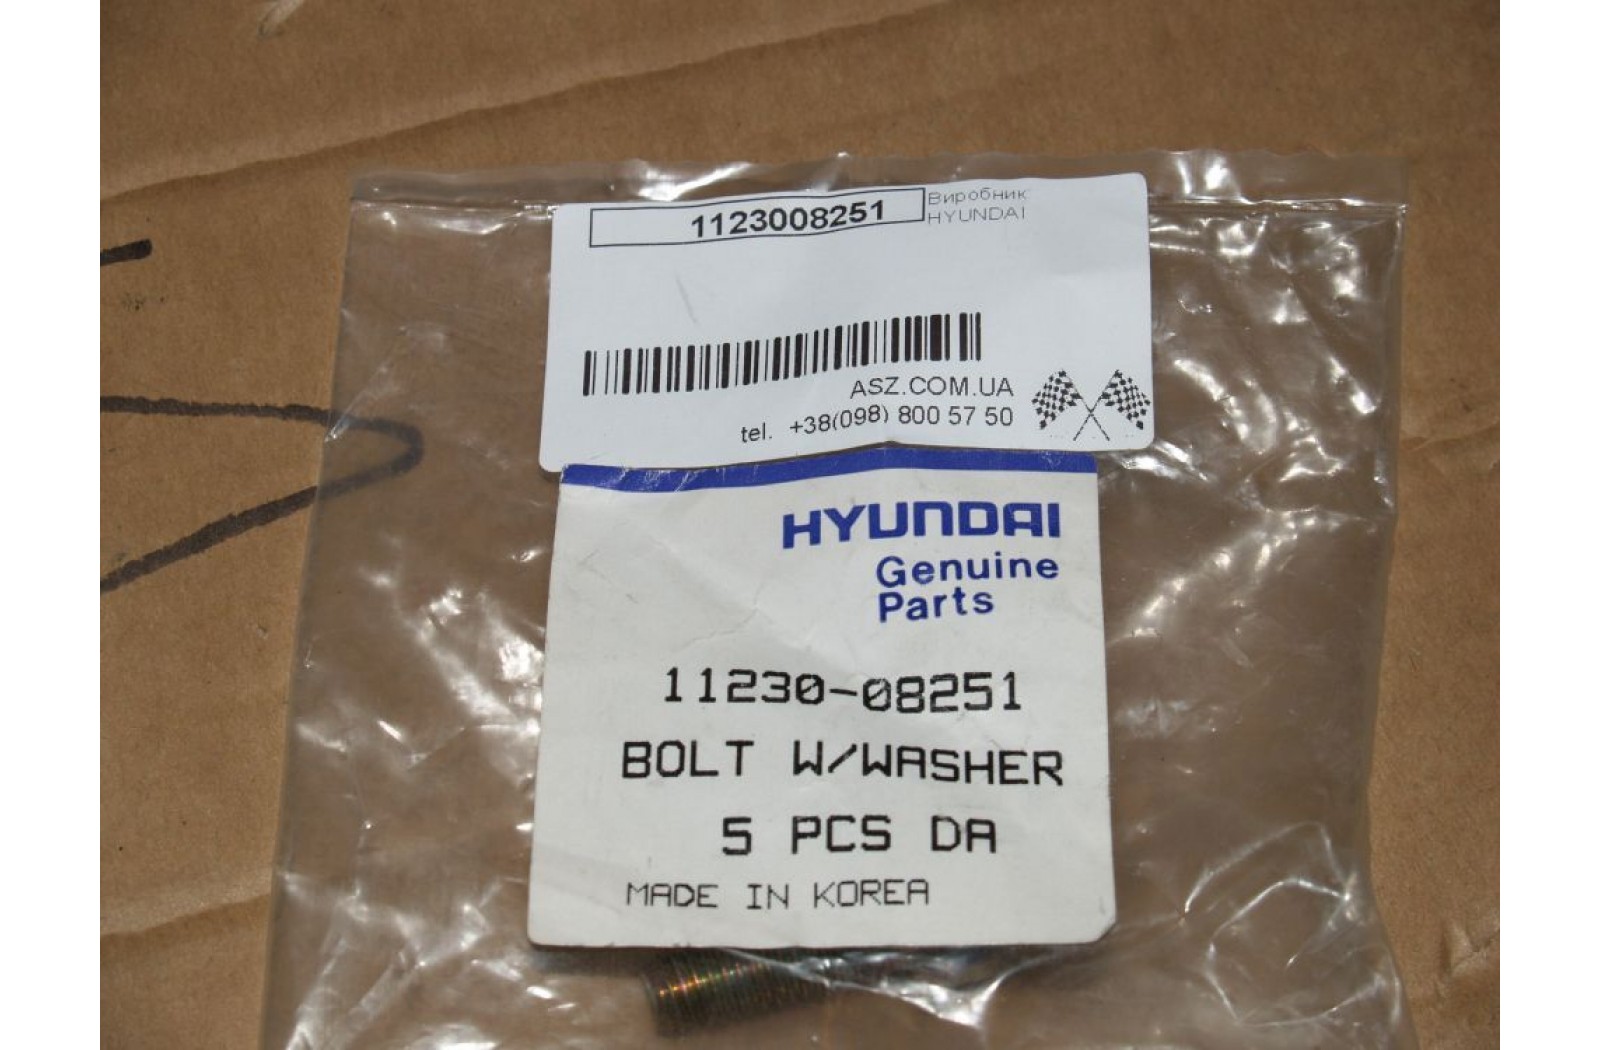 1123008251
Виробник:
HYUNDAI
ASZ.COM.UA
tel. +38(098) 800 57 50
HYUNDAI
Genuine
Parts
11230-08251
BOLT W/WASHER
5 PCS DA
MADE IN KOREA